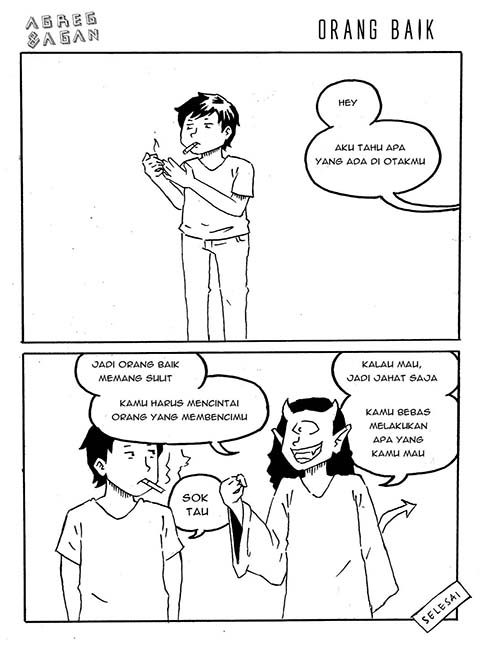 AGREG
& AGAN
ORANG BAIK
HEY
AKU TAHU APA
YANG ADA DI OTAKMU
JADI ORANG BAIK
MEMANG SULIT
KAMU HARUS MENCINTAI
ORANG YANG MEMBENCIMU
SOK
TAU
KALAU MAU,
JADI JAHAT SAJA
KAMU BEBAS
MELAKUKAN
APA YANG
KAMU MAU
SELESAI